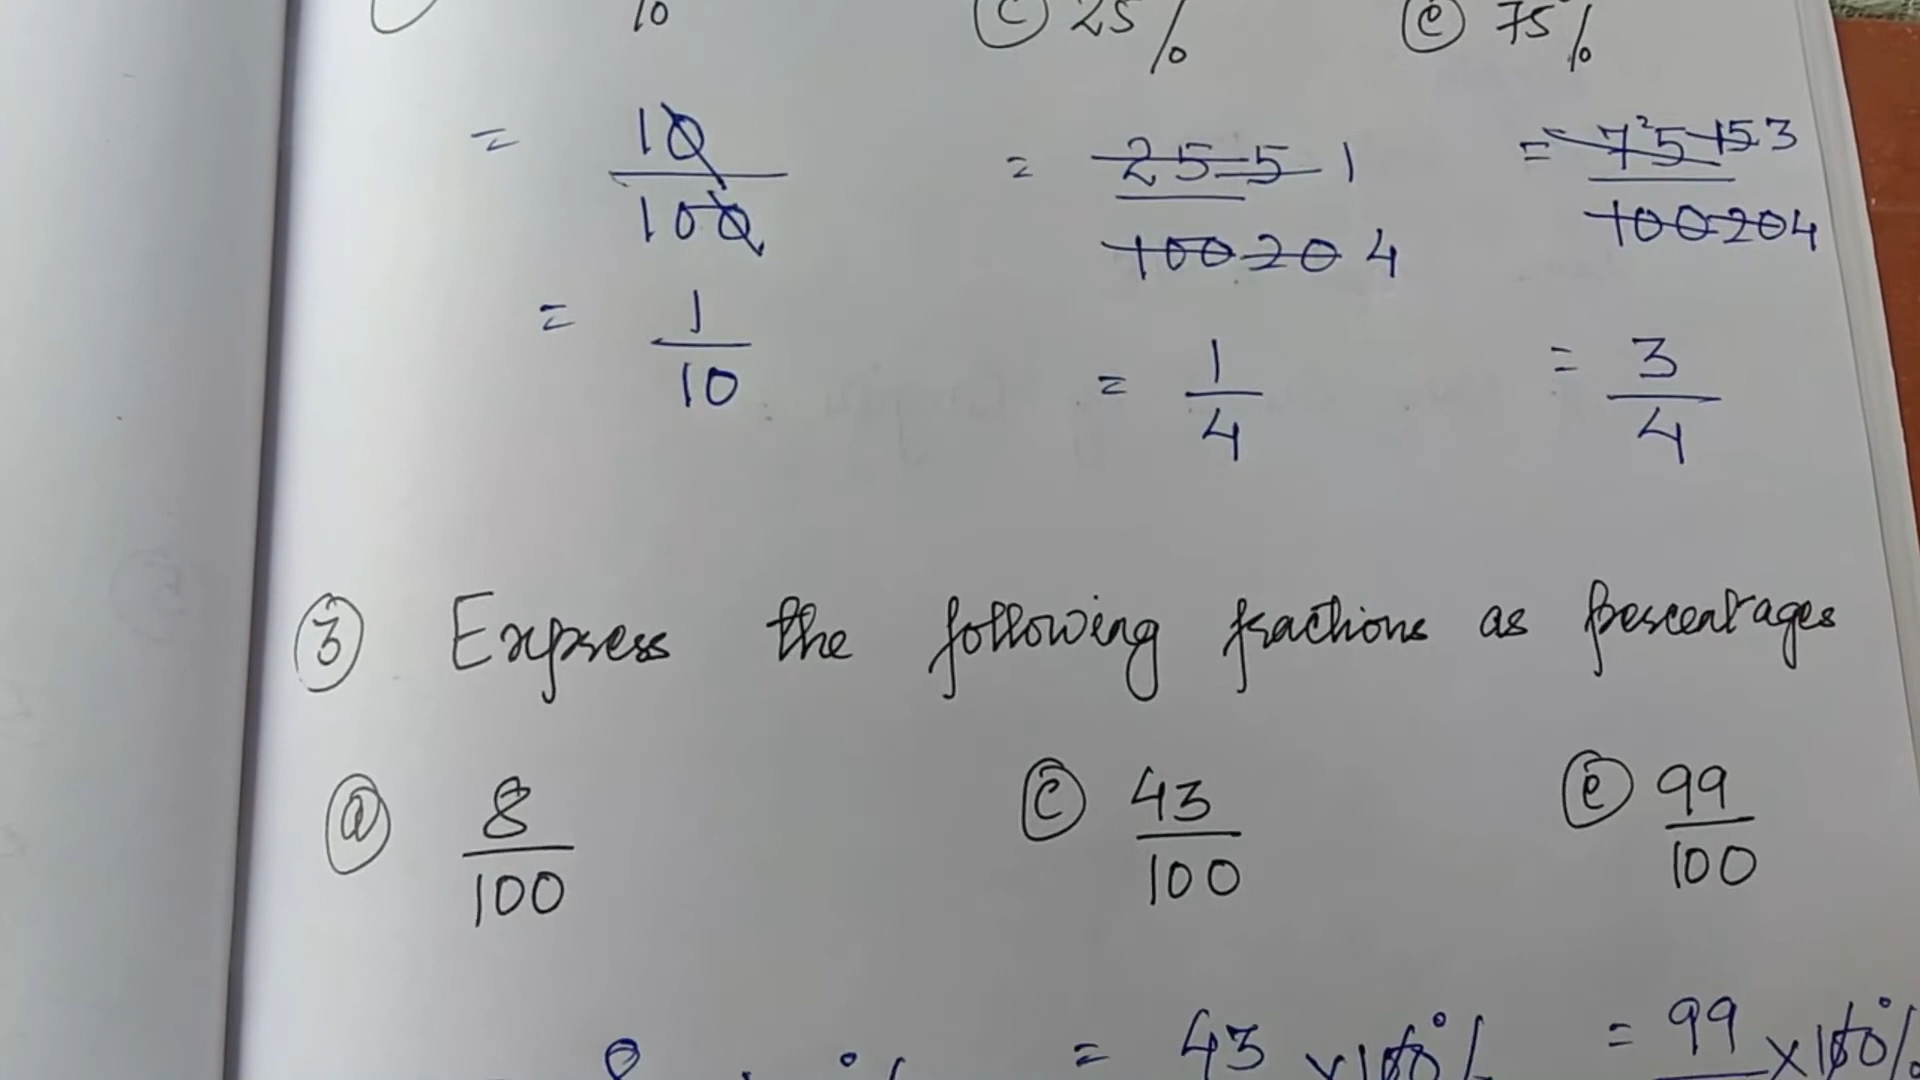 10 ⓒ 25% ⓔ 75%
= 10/100 = 25 5 1/100 20 4 = 7²5 15 3/100 20 4
= 1/10 = 1/4 = 3/4
③ Express the following fractions as percentages
ⓐ 8/100 ⓒ 43/100 ⓔ 99/100
= 43 ×100% = 99 ×100%